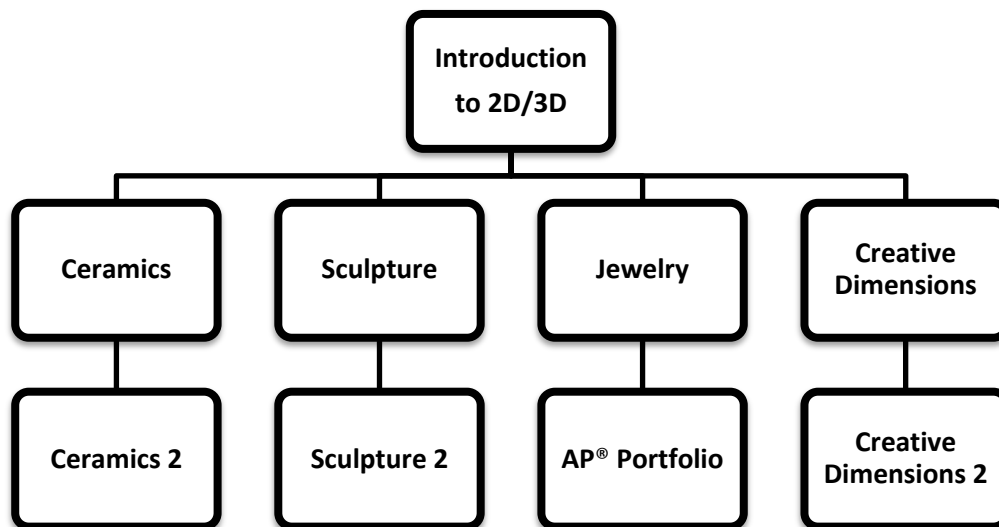 Introduction
to 2D/3D
Ceramics
Sculpture
Jewelry
Creative
Dimensions
Ceramics 2
Sculpture 2
AP® Portfolio
Creative
Dimensions 2